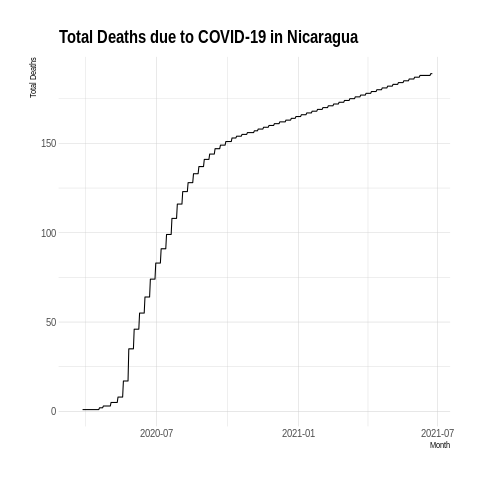 Total Deaths due to COVID-19 in Nicaragua
Total Deaths
150
100
50
0
2020-07
2021-01
2021-07
Month